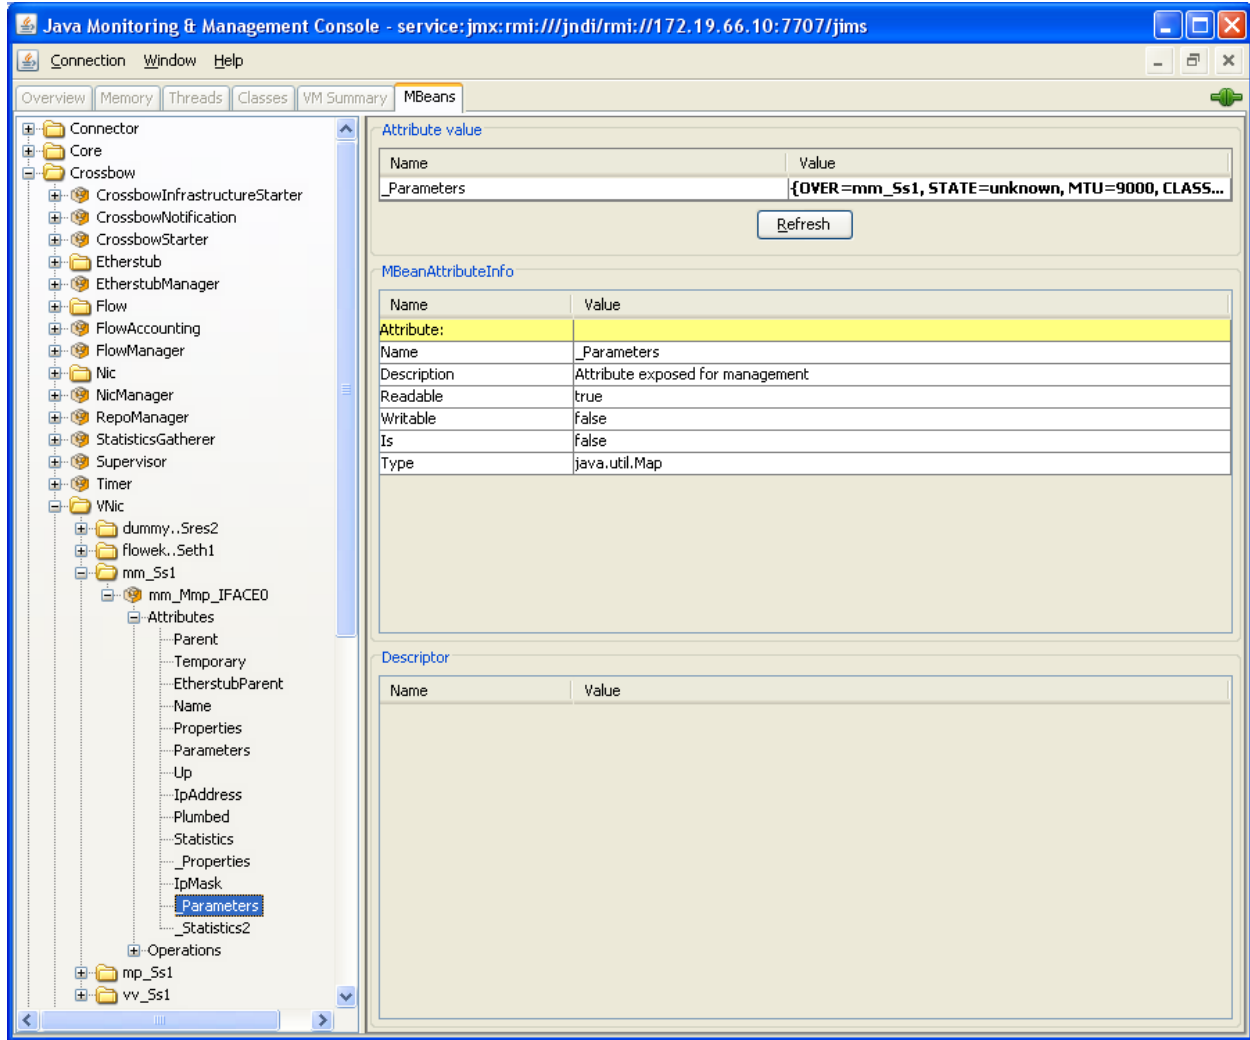 Java Monitoring & Management Console - service:jmx:rmi:///jndi/rmi://172.19.66.10:7707/jims
Connection Window Help
Overview Memory Threads Classes VM Summary MBeans
Connector
Core
Crossbow
CrossbowInfrastructureStarter
CrossbowNotification
CrossbowStarter
Etherstub
EtherstubManager
Flow
FlowAccounting
FlowManager
Nic
NicManager
RepoManager
StatisticsGatherer
Supervisor
Timer
VNic
dummy..Sres2
flowek..Seth1
mm_Ss1
mm_Mmp_IFACE0
Attributes
Parent
Temporary
EtherstubParent
Name
Properties
Parameters
Up
IpAddress
Plumbed
Statistics
_Properties
IpMask
_Parameters
_Statistics2
Operations
mp_Ss1
vv_Ss1
Attribute value
Name Value
_Parameters {OVER=mm_Ss1, STATE=unknown, MTU=9000, CLASS...
Refresh
MBeanAttributeInfo
Name Value
Attribute:
Name _Parameters
Description Attribute exposed for management
Readable true
Writable false
Is false
Type java.util.Map
Descriptor
Name Value